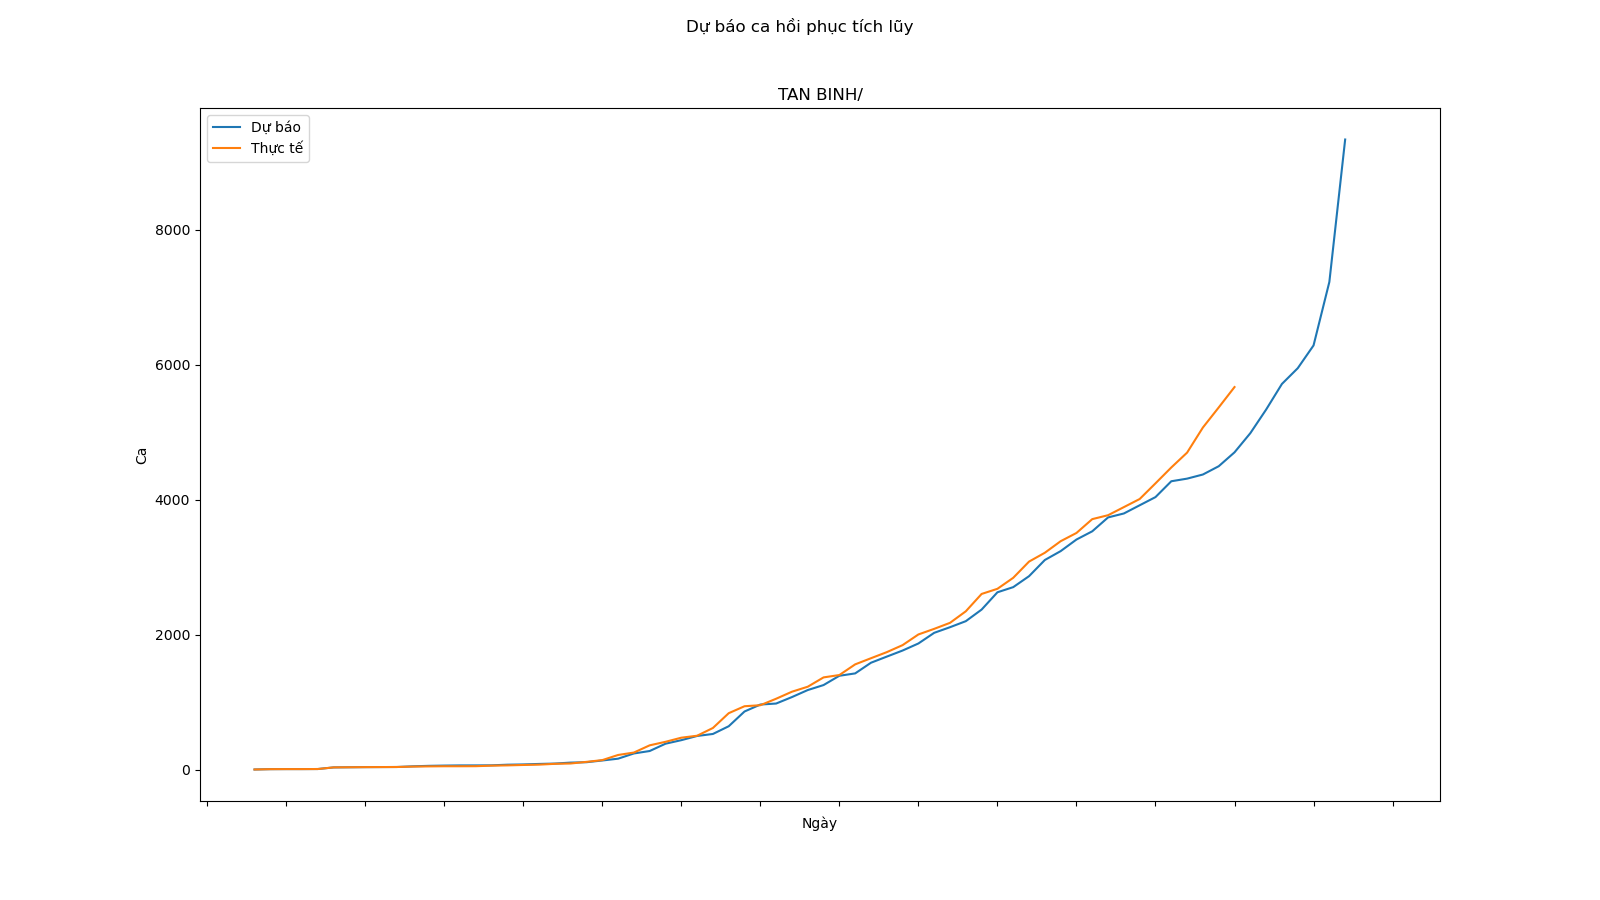 Dự báo ca hồi phục tích lũy
TAN BINH/
Dự báo
Thực tế
8000
6000
4000
2000
0
Ca
Ngày